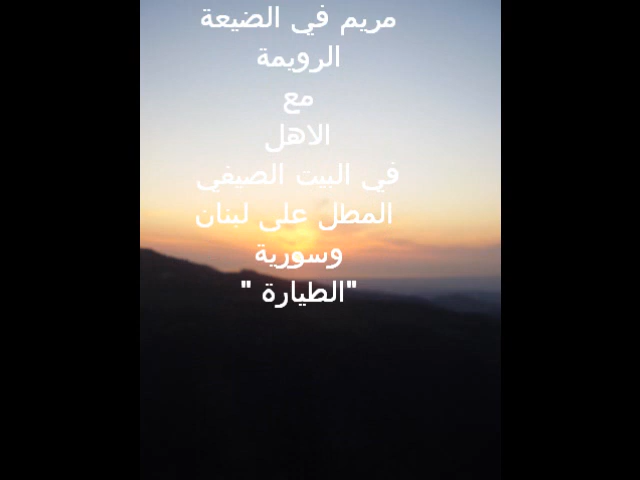 مريم في الضيعة
الرويمة
مع
الاهل
في البيت الصيفي
المطل على لبنان
وسورية
"الطيارة "